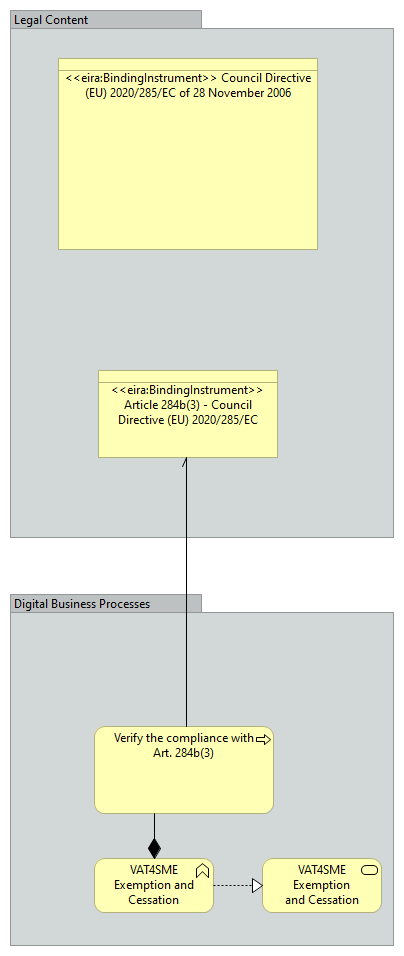 Legal Content
<<eira:BindingInstrument>> Council Directive
(EU) 2020/285/EC of 28 November 2006
<<eira:BindingInstrument>>
Article 284b(3) - Council
Directive (EU) 2020/285/EC
Digital Business Processes
Verify the compliance with
Art. 284b(3)
VAT4SME
Exemption and
Cessation
VAT4SME
Exemption
and Cessation